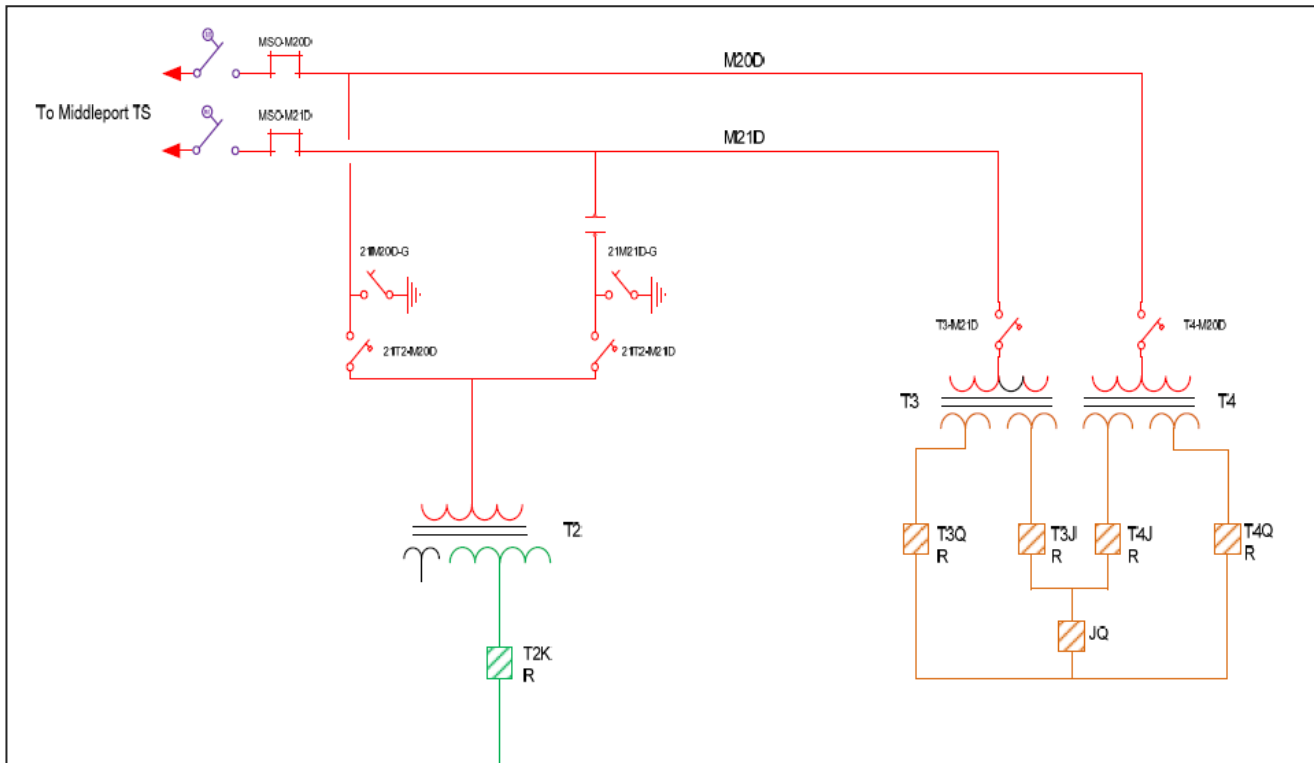 MSO-M20D
M20D
To Middleport TS
MSO-M21D
M21D
21M20D-G
21M21D-G
21T2-M20D
21T2-M21D
T3-M21D
T4-M20D
T3
T4
T2
T3Q
R
T3J
R
T4J
R
T4Q
R
JQ
T2K
R